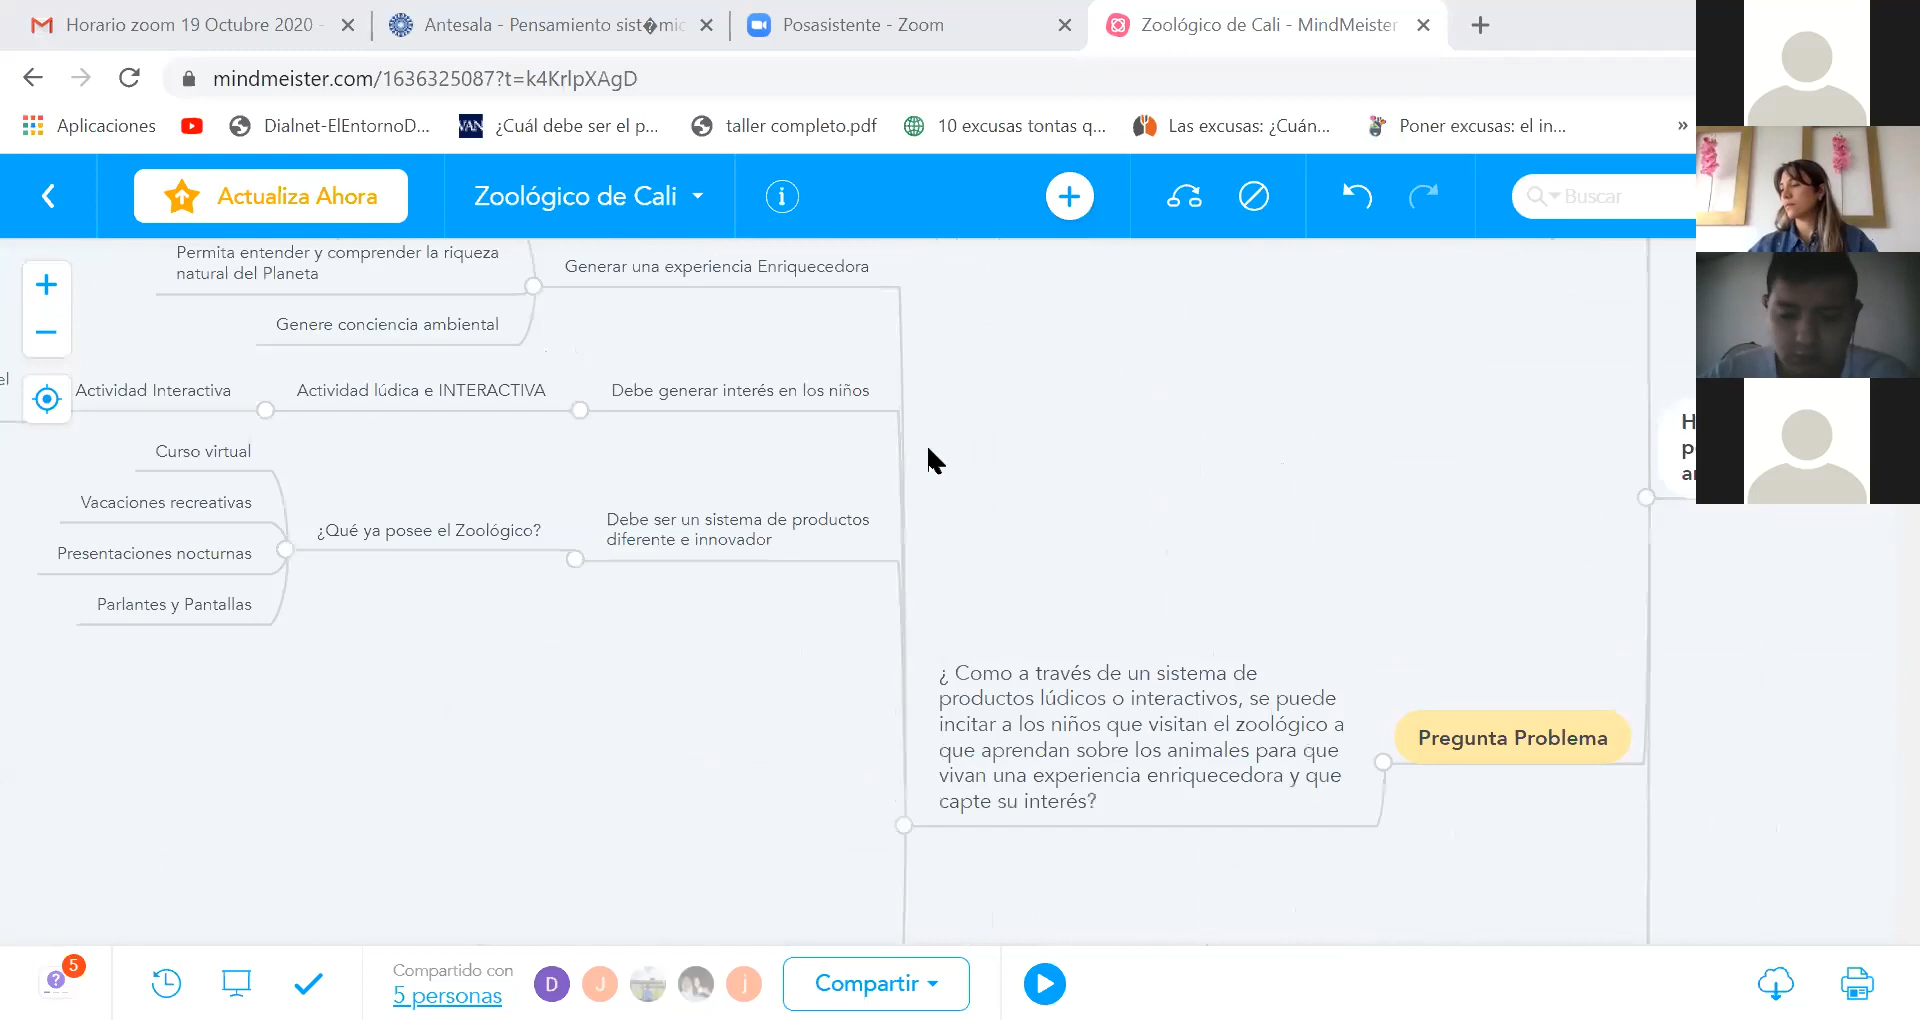 Horario zoom 19 Octubre 2020 -
Antesala - Pensamiento sist�mic
Posasistente - Zoom
Zoológico de Cali - MindMeister
mindmeister.com/1636325087?t=k4KrlpXAgD
Aplicaciones
Dialnet-ElEntornoD...
VAN
¿Cuál debe ser el p...
taller completo.pdf
10 excusas tontas q...
Las excusas: ¿Cuán...
Poner excusas: el in...
»
Actualiza Ahora
Zoológico de Cali
Buscar
Permita entender y comprender la riqueza
natural del Planeta
Generar una experiencia Enriquecedora
Genere conciencia ambiental
el
Actividad Interactiva
Actividad lúdica e INTERACTIVA
Debe generar interés en los niños
Curso virtual
Vacaciones recreativas
Presentaciones nocturnas
Parlantes y Pantallas
¿Qué ya posee el Zoológico?
Debe ser un sistema de productos
diferente e innovador
H
p
a
¿ Como a través de un sistema de
productos lúdicos o interactivos, se puede
incitar a los niños que visitan el zoológico a
que aprendan sobre los animales para que
vivan una experiencia enriquecedora y que
capte su interés?
Pregunta Problema
5
Compartido con
5 personas
D
J
j
Compartir